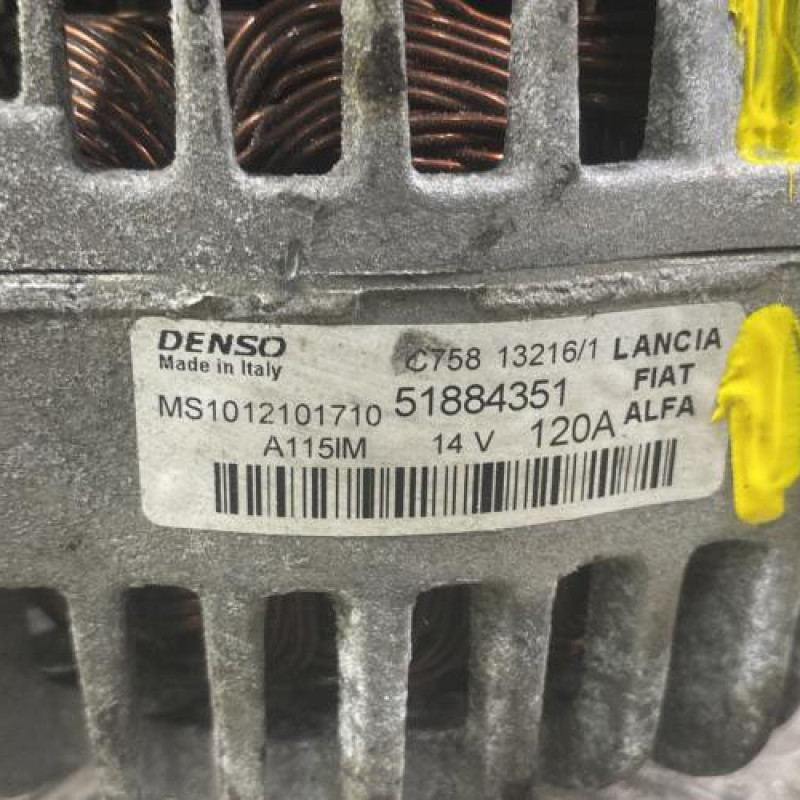 DENSO
Made in Italy
C758 13216/1
LANCIA
FIAT
ALFA
MS1012101710
51884351
A115IM 14 V 120A